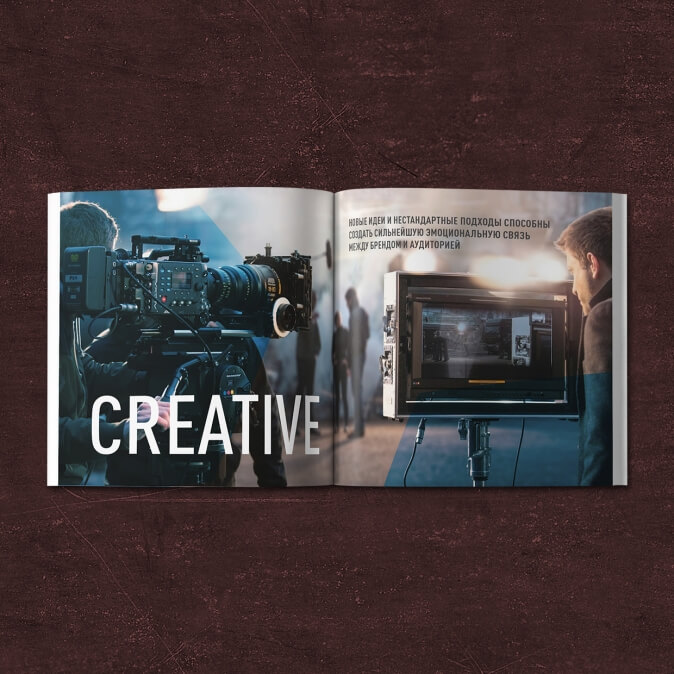 CREATIVE
НОВЫЕ ИДЕИ И НЕСТАНДАРТНЫЕ ПОДХОДЫ СПОСОБНЫ
СОЗДАТЬ СИЛЬНЕЙШУЮ ЭМОЦИОНАЛЬНУЮ СВЯЗЬ
МЕЖДУ БРЕНДОМ И АУДИТОРИЕЙ